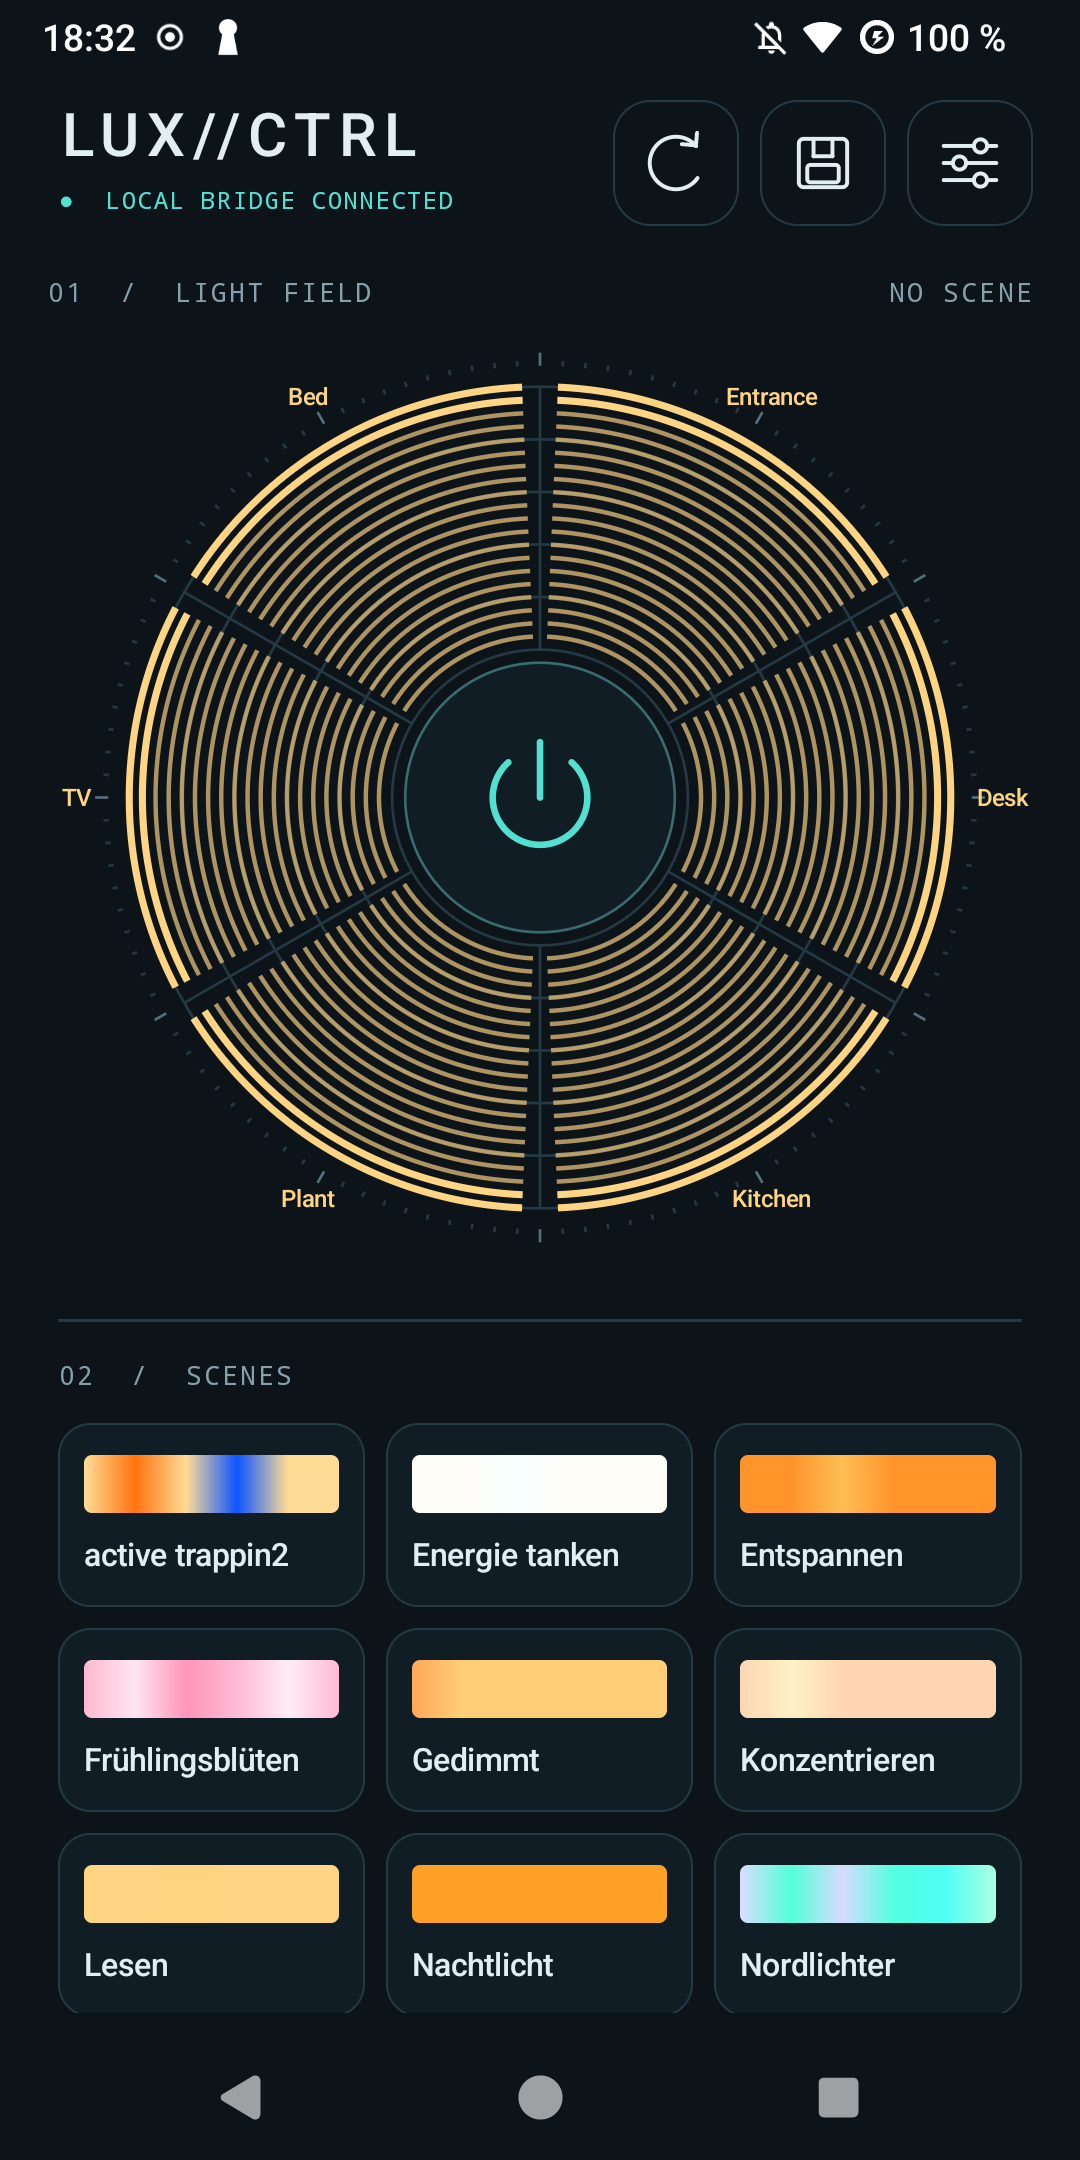 18:32
100 %
LUX//CTRL
LOCAL BRIDGE CONNECTED
01 / LIGHT FIELD
NO SCENE
Bed
Entrance
TV
Desk
Plant
Kitchen
02 / SCENES
active trappin2
Energie tanken
Entspannen
Frühlingsblüten
Gedimmt
Konzentrieren
Lesen
Nachtlicht
Nordlichter